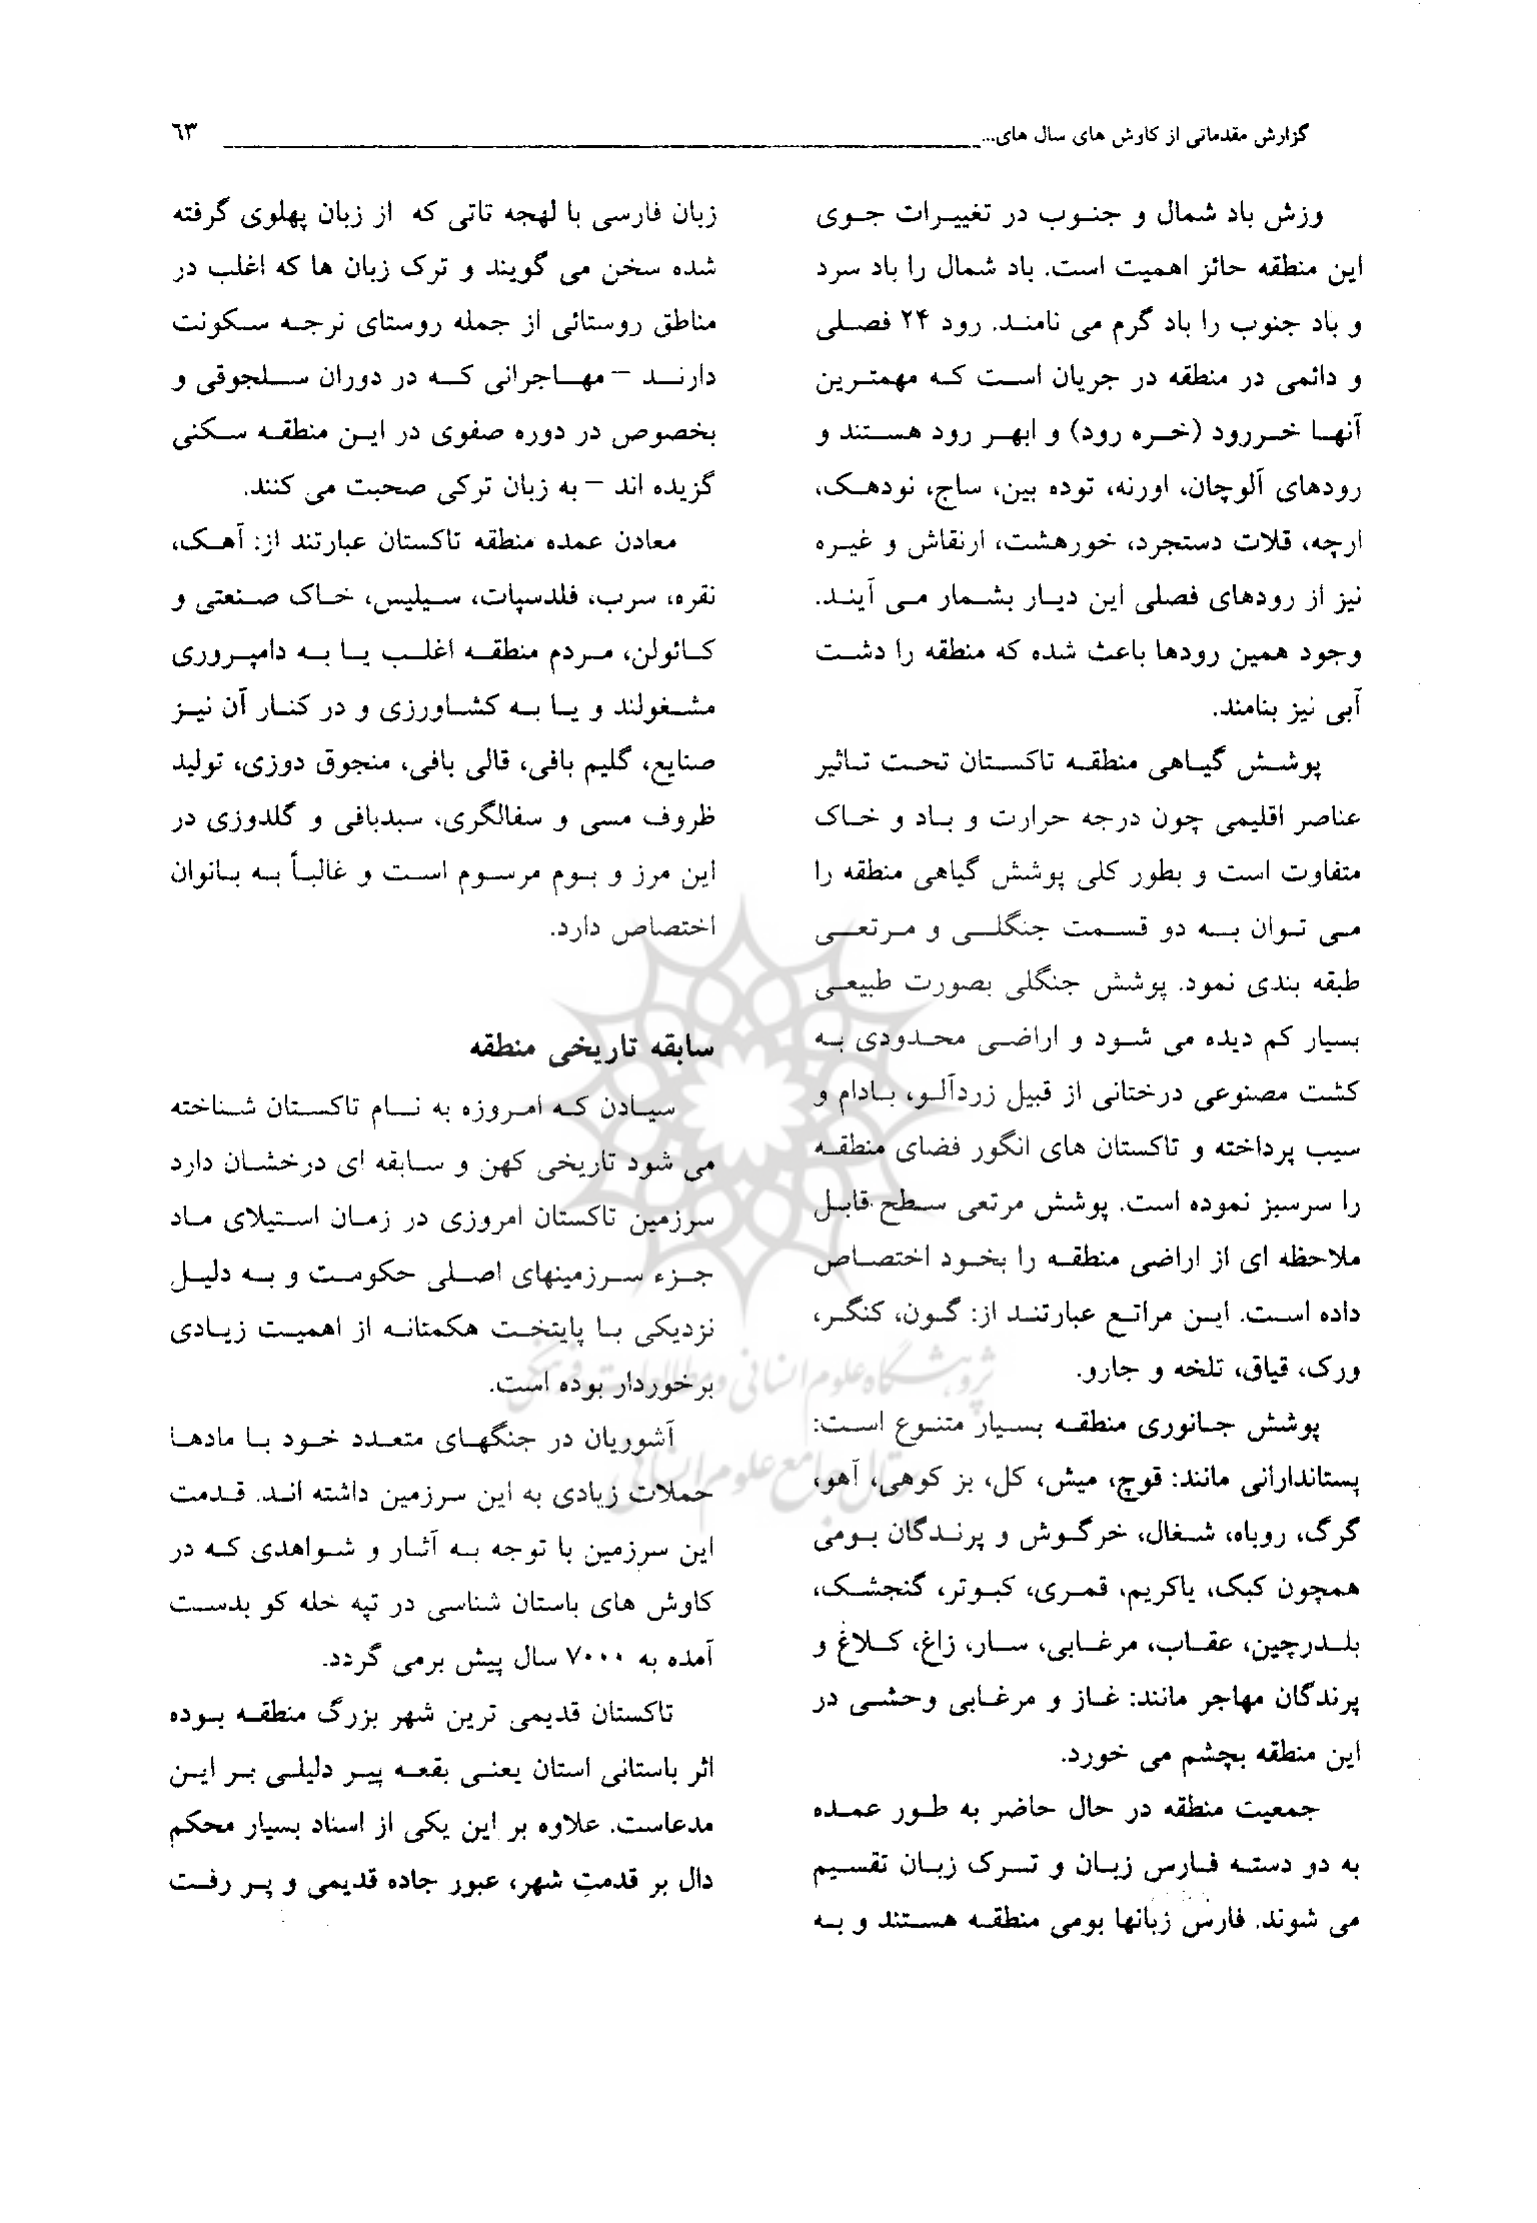 گزارش مقدماتی از کاوش های سال های...
٦٣
وزش باد شمال و جنوب در تغییرات جوی
این منطقه حائز اهمیت است. باد شمال را باد سرد
و باد جنوب را باد گرم می نامند. رود ۲۴ فصلی
و دائمی در منطقه در جریان است که مهمترین
آنها خررود (خره رود) و ابهر رود هستند و
رودهای آلوچان، اورنه، توده بین، ساج، نودهک،
ارچه، قلات دستجرد، خورهشت، ارنقاش و غیره
نیز از رودهای فصلی این دیار بشمار می آیند.
وجود همین رودها باعث شده که منطقه را دشت
آبی نیز بنامند.
پوشش گیاهی منطقه تاکستان تحت تاثیر
عناصر اقلیمی چون درجه حرارت و باد و خاک
متفاوت است و بطور کلی پوشش گیاهی منطقه را
می توان به دو قسمت جنگلی و مرتعی
طبقه بندی نمود. پوشش جنگلی بصورت طبیعی
بسیار کم دیده می شود و اراضی محدودی به
کشت مصنوعی درختانی از قبیل زردآلو، بادام و
سیب پرداخته و تاکستان های انگور فضای منطقه
را سرسبز نموده است. پوشش مرتعی سطح قابل
ملاحظه ای از اراضی منطقه را بخود اختصاص
داده است. این مراتع عبارتند از: گون، کنگر،
ورک، قیاق، تلخه و جارو.
پوشش جانوری منطقه بسیار متنوع است:
پستاندارانی مانند: قوچ، میش، کل، بز کوهی، آهو،
گرگ، روباه، شغال، خرگوش و پرندگان بومی
همچون کبک، یاکریم، قمری، کبوتر، گنجشک،
بلدرچین، عقاب، مرغابی، سار، زاغ، کلاغ و
پرندگان مهاجر مانند: غاز و مرغابی وحشی در
این منطقه بچشم می خورد.
جمعیت منطقه در حال حاضر به طور عمده
به دو دسته فارس زبان و ترک زبان تقسیم
می شوند. فارس زبانها بومی منطقه هستند و به
زبان فارسی با لهجه تاتی که از زبان پهلوی گرفته
شده سخن می گویند و ترک زبان ها که اغلب در
مناطق روستائی از جمله روستای نرجه سکونت
دارند – مهاجرانی که در دوران سلجوقی و
بخصوص در دوره صفوی در این منطقه سکنی
گزیده اند – به زبان ترکی صحبت می کنند.
معادن عمده منطقه تاکستان عبارتند از: آهک،
نقره، سرب، فلدسپات، سیلیس، خاک صنعتی و
کائولن، مردم منطقه اغلب یا به دامپروری
مشغولند و یا به کشاورزی و در کنار آن نیز
صنایع، گلیم بافی، قالی بافی، منجوق دوزی، تولید
ظروف مسی و سفالگری، سبدبافی و گلدوزی در
این مرز و بوم مرسوم است و غالباً به بانوان
اختصاص دارد.
سابقه تاریخی منطقه
سیادن که امروزه به نام تاکستان شناخته
می شود تاریخی کهن و سابقه ای درخشان دارد
سرزمین تاکستان امروزی در زمان استیلای ماد
جزء سرزمینهای اصلی حکومت و به دلیل
نزدیکی با پایتخت هکمتانه از اهمیت زیادی
برخوردار بوده است.
آشوریان در جنگهای متعدد خود با مادها
حملات زیادی به این سرزمین داشته اند. قدمت
این سرزمین با توجه به آثار و شواهدی که در
کاوش های باستان شناسی در تپه خله کو بدست
آمده به ۷۰۰۰ سال پیش برمی گردد.
تاکستان قدیمی ترین شهر بزرگ منطقه بوده
اثر باستانی استان یعنی بقعه پیر دلیلی بر این
مدعاست. علاوه بر این یکی از اسناد بسیار محکم
دال بر قدمت شهر، عبور جاده قدیمی و پر رفت
پژوهشگاه علوم انسانی و مطالعات فرهنگی
پرتال جامع علوم انسانی